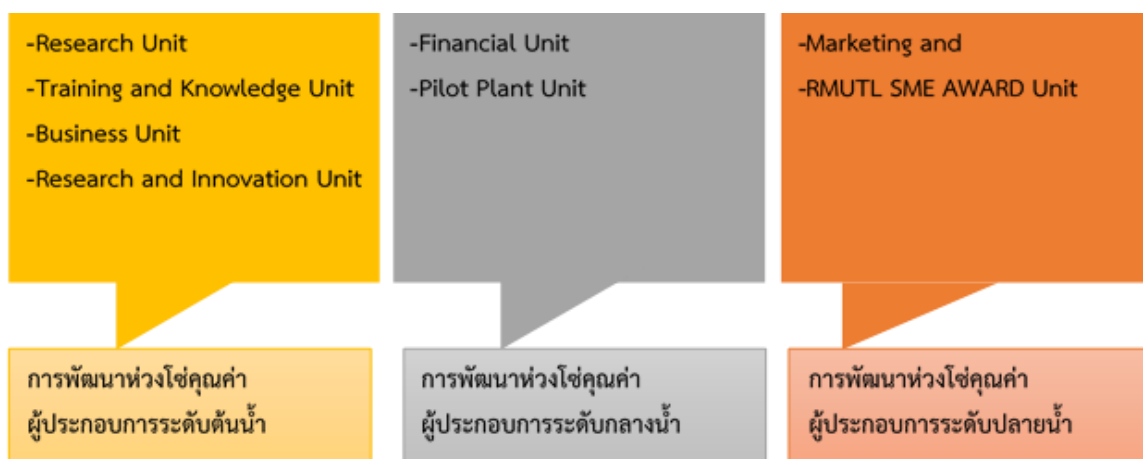 -Research Unit
-Training and Knowledge Unit
-Business Unit
-Research and Innovation Unit
-Financial Unit
-Pilot Plant Unit
-Marketing and
-RMUTL SME AWARD Unit
การพัฒนาห่วงโซ่คุณค่า
ผู้ประกอบการระดับต้นน้ำ
การพัฒนาห่วงโซ่คุณค่า
ผู้ประกอบการระดับกลางน้ำ
การพัฒนาห่วงโซ่คุณค่า
ผู้ประกอบการระดับปลายน้ำ